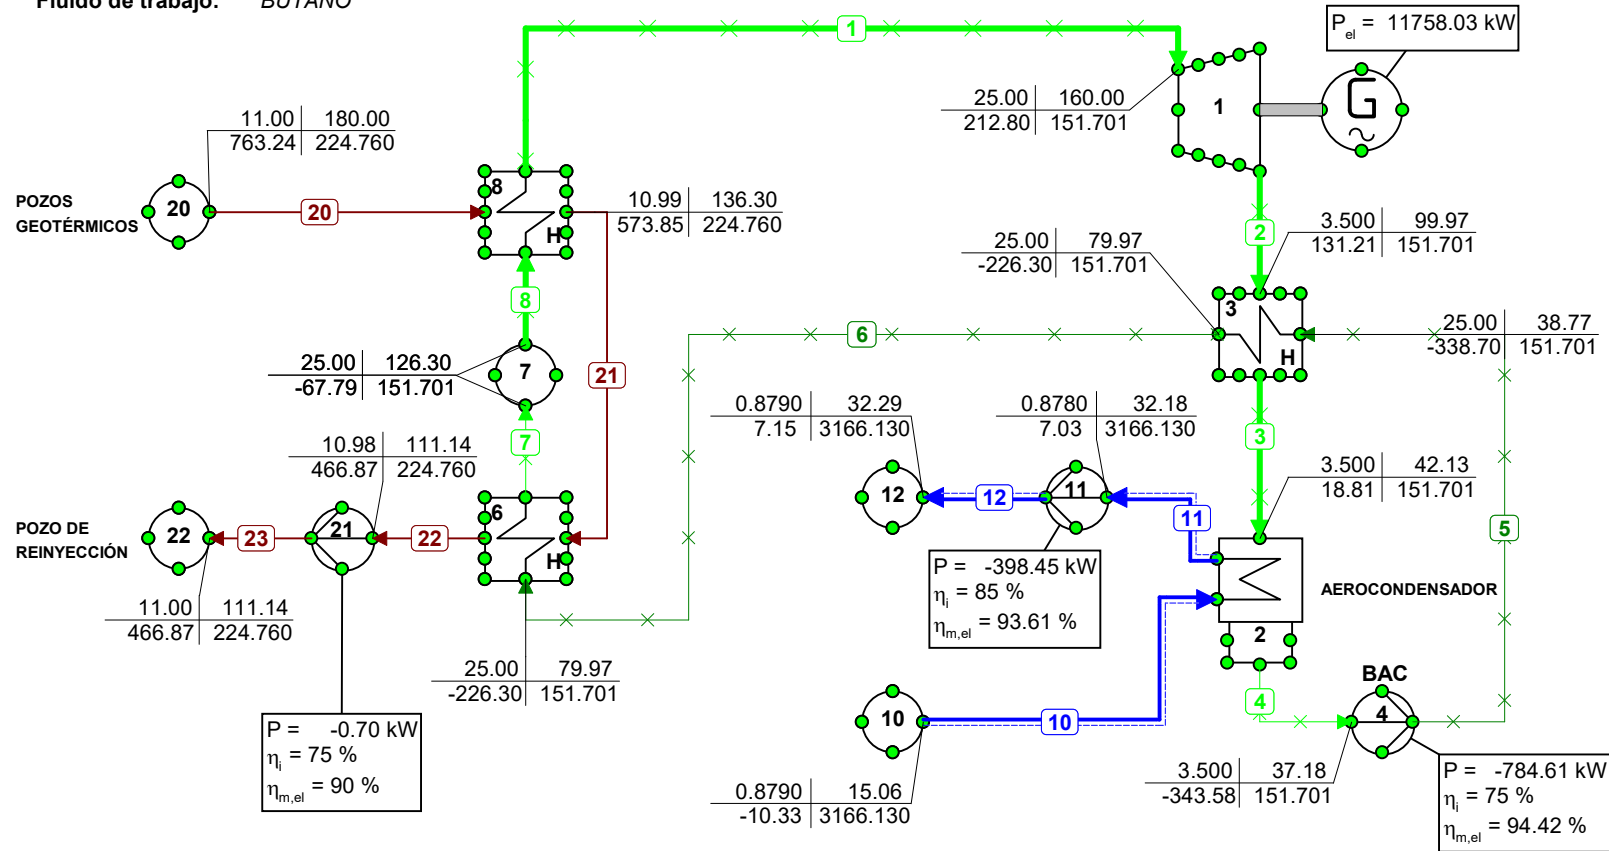 Fluido de trabajo: BUTANO
1
P_el = 11758.03 kW
G
25.00 160.00
212.80 151.701
1
11.00 180.00
763.24 224.760
POZOS
GEOTÉRMICOS
20
20
8
H
10.99 136.30
573.85 224.760
2
3.500 99.97
131.21 151.701
25.00 79.97
-226.30 151.701
8
3
H
6
25.00 38.77
-338.70 151.701
25.00 126.30
-67.79 151.701
7
21
0.8790 32.29
7.15 3166.130
0.8780 32.18
7.03 3166.130
7
3
10.98 111.14
466.87 224.760
3.500 42.13
18.81 151.701
12
12
11
11
5
POZO DE
REINYECCIÓN
22
23
21
22
6
H
P = -398.45 kW
η_i = 85 %
η_m,el = 93.61 %
AEROCONDENSADOR
2
11.00 111.14
466.87 224.760
25.00 79.97
-226.30 151.701
BAC
4
4
10
10
P = -0.70 kW
η_i = 75 %
η_m,el = 90 %
0.8790 15.06
-10.33 3166.130
3.500 37.18
-343.58 151.701
P = -784.61 kW
η_i = 75 %
η_m,el = 94.42 %